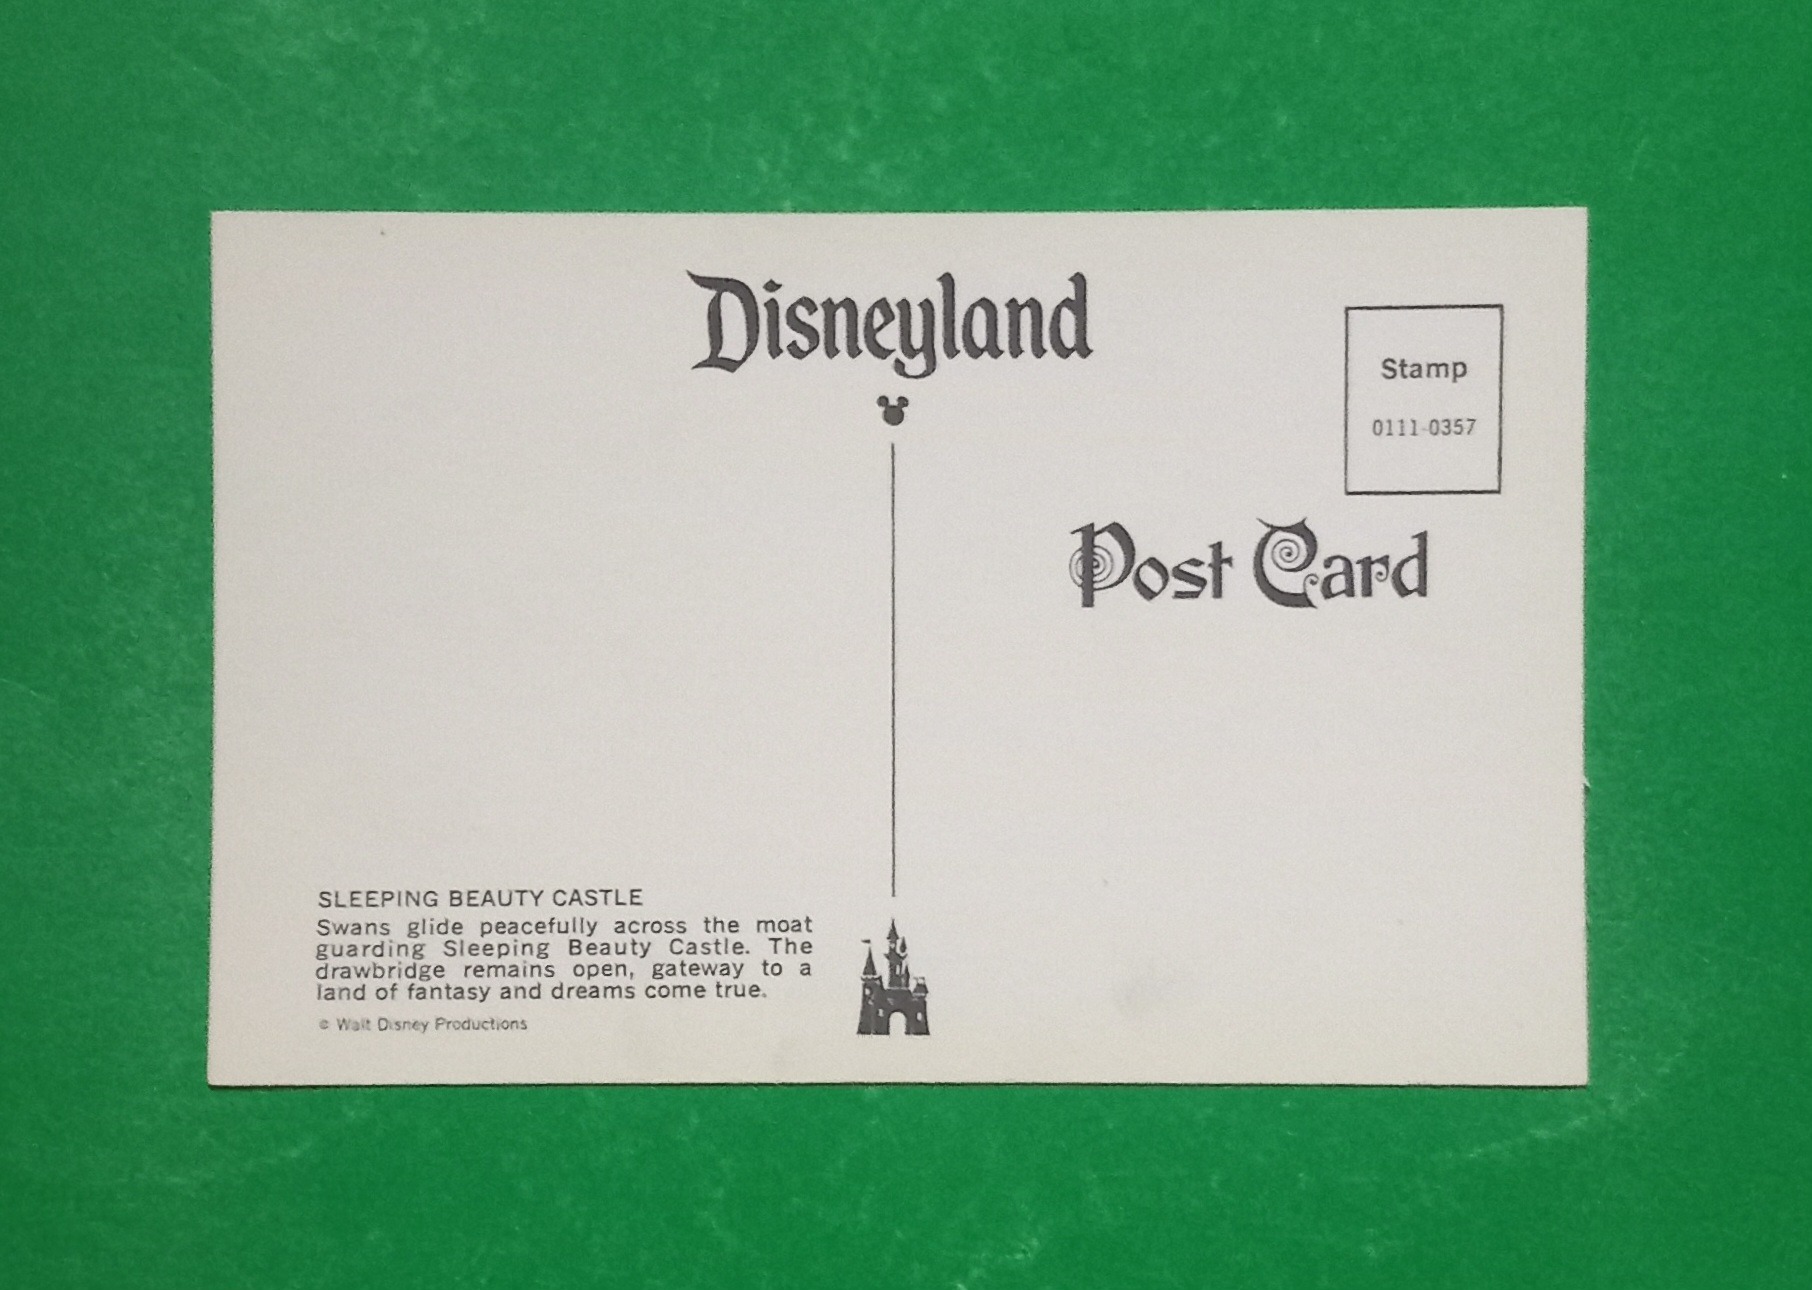 Disneyland
Stamp
0111-0357
Post Card
SLEEPING BEAUTY CASTLE
Swans glide peacefully across the moat
guarding Sleeping Beauty Castle. The
drawbridge remains open, gateway to a
land of fantasy and dreams come true.
© Walt Disney Productions